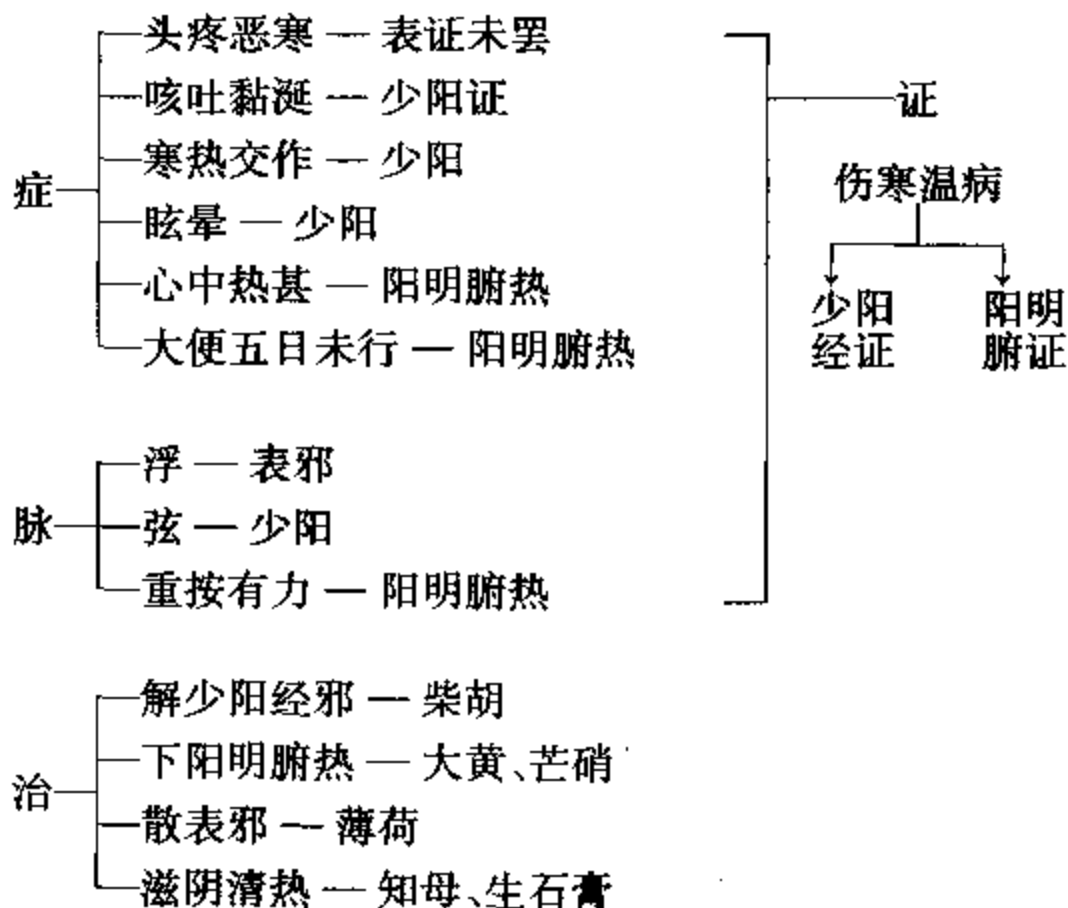 症
头疼恶寒 — 表证未罢
咳吐黏涎 — 少阳证
寒热交作 — 少阳
眩晕 — 少阳
心中热甚 — 阳明腑热
大便五日未行 — 阳明腑热
脉
浮 — 表邪
弦 — 少阳
重按有力 — 阳明腑热
证
伤寒温病
少阳
经证
阳明
腑证
治
解少阳经邪 — 柴胡
下阳明腑热 — 大黄、芒硝
散表邪 — 薄荷
滋阴清热 — 知母、生石膏